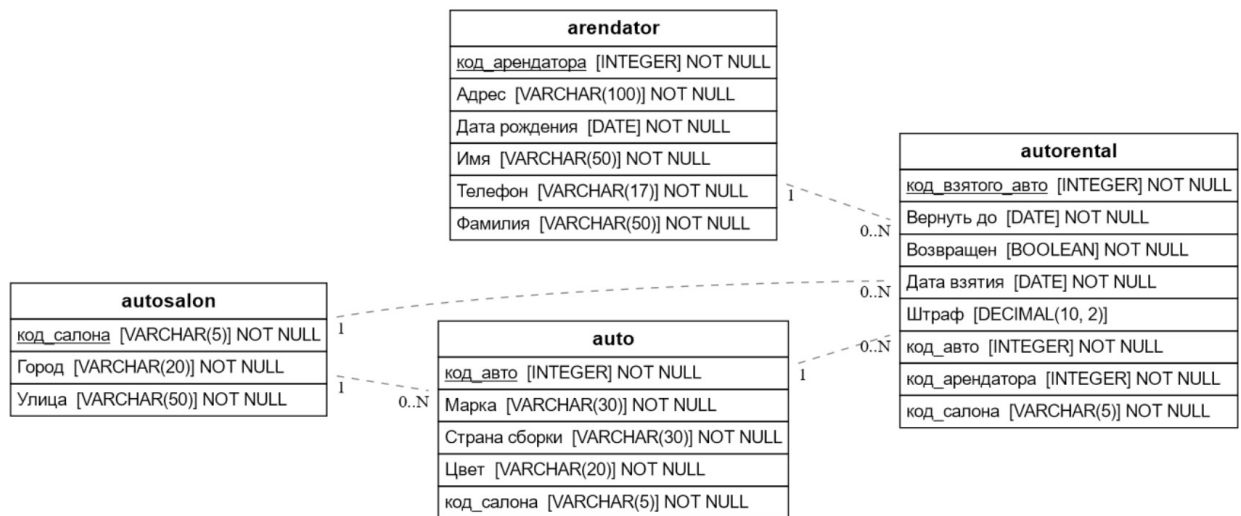 arendator
код_арендатора [INTEGER] NOT NULL
Адрес [VARCHAR(100)] NOT NULL
Дата рождения [DATE] NOT NULL
Имя [VARCHAR(50)] NOT NULL
Телефон [VARCHAR(17)] NOT NULL
Фамилия [VARCHAR(50)] NOT NULL
1
0..N
autorental
код_взятого_авто [INTEGER] NOT NULL
Вернуть до [DATE] NOT NULL
Возвращен [BOOLEAN] NOT NULL
Дата взятия [DATE] NOT NULL
Штраф [DECIMAL(10, 2)]
код_авто [INTEGER] NOT NULL
код_арендатора [INTEGER] NOT NULL
код_салона [VARCHAR(5)] NOT NULL
0..N
0..N
autosalon
код_салона [VARCHAR(5)] NOT NULL
Город [VARCHAR(20)] NOT NULL
Улица [VARCHAR(50)] NOT NULL
1
1
0..N
auto
код_авто [INTEGER] NOT NULL
Марка [VARCHAR(30)] NOT NULL
Страна сборки [VARCHAR(30)] NOT NULL
Цвет [VARCHAR(20)] NOT NULL
код_салона [VARCHAR(5)] NOT NULL
1